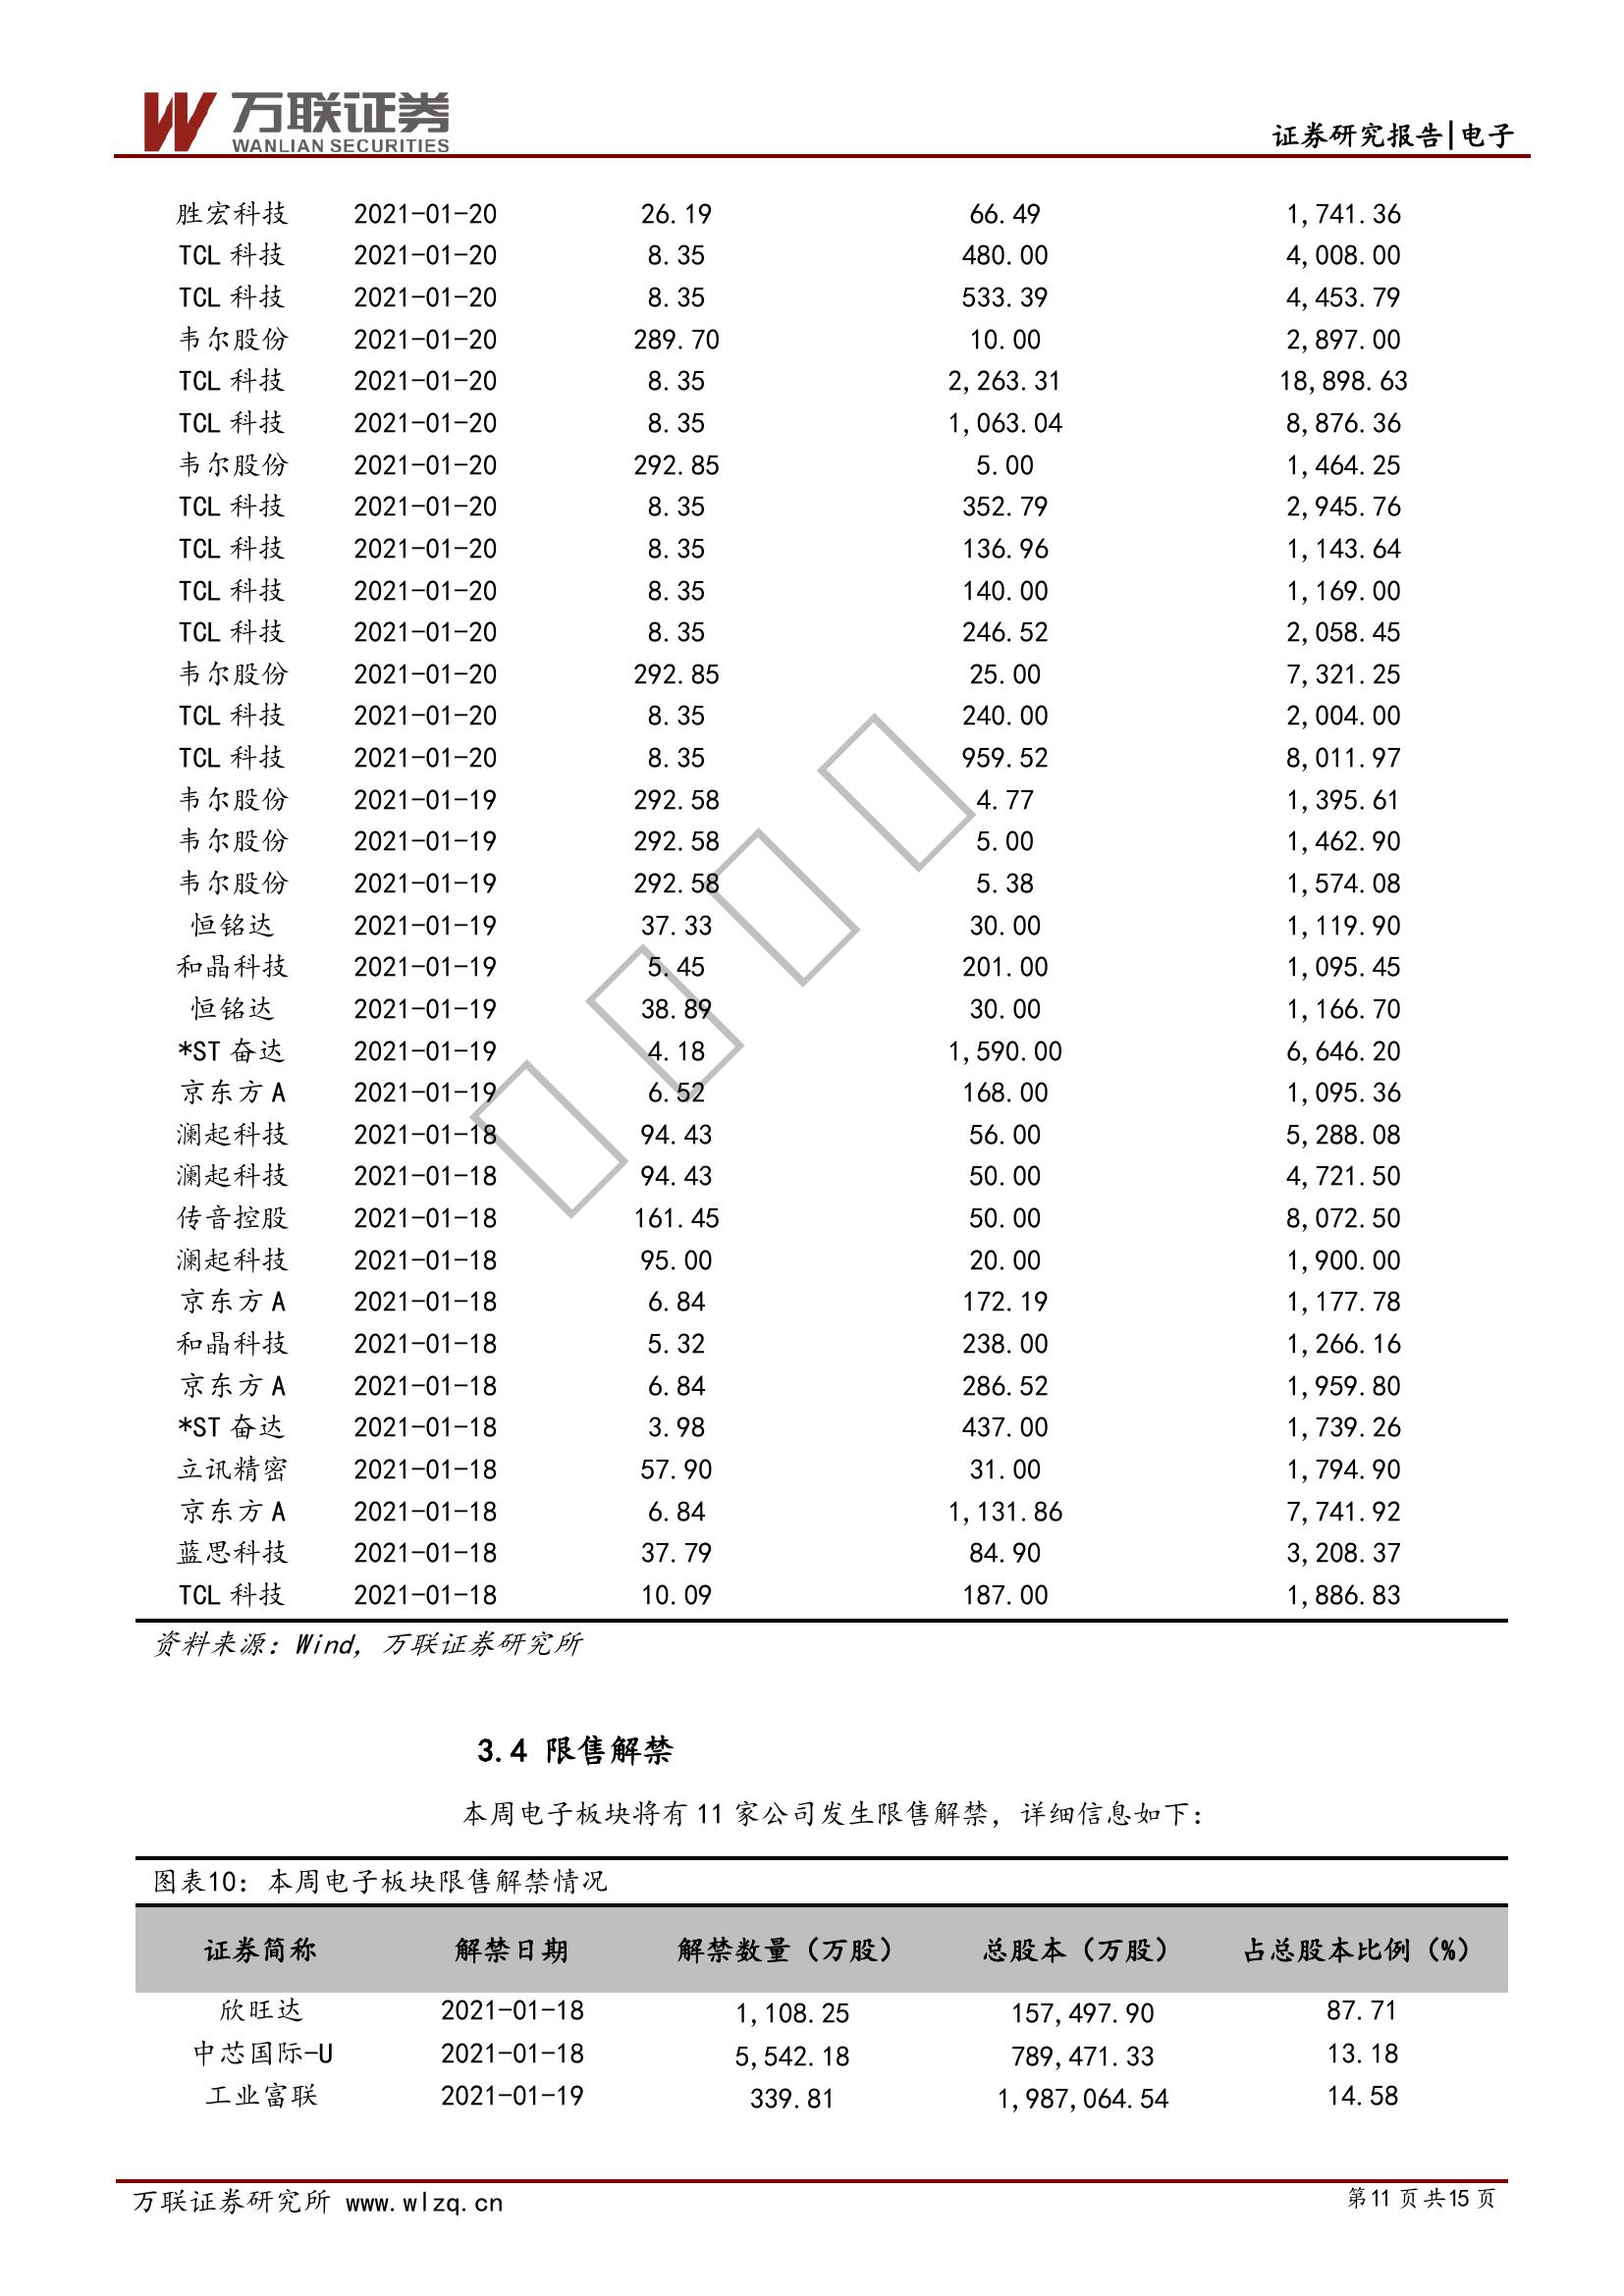 万联证券
WANLIAN SECURITIES
证券研究报告|电子
胜宏科技 2021-01-20 26.19 66.49 1,741.36
TCL 科技 2021-01-20 8.35 480.00 4,008.00
TCL 科技 2021-01-20 8.35 533.39 4,453.79
韦尔股份 2021-01-20 289.70 10.00 2,897.00
TCL 科技 2021-01-20 8.35 2,263.31 18,898.63
TCL 科技 2021-01-20 8.35 1,063.04 8,876.36
韦尔股份 2021-01-20 292.85 5.00 1,464.25
TCL 科技 2021-01-20 8.35 352.79 2,945.76
TCL 科技 2021-01-20 8.35 136.96 1,143.64
TCL 科技 2021-01-20 8.35 140.00 1,169.00
TCL 科技 2021-01-20 8.35 246.52 2,058.45
韦尔股份 2021-01-20 292.85 25.00 7,321.25
TCL 科技 2021-01-20 8.35 240.00 2,004.00
TCL 科技 2021-01-20 8.35 959.52 8,011.97
韦尔股份 2021-01-19 292.58 4.77 1,395.61
韦尔股份 2021-01-19 292.58 5.00 1,462.90
韦尔股份 2021-01-19 292.58 5.38 1,574.08
恒铭达 2021-01-19 37.33 30.00 1,119.90
和晶科技 2021-01-19 5.45 201.00 1,095.45
恒铭达 2021-01-19 38.89 30.00 1,166.70
*ST 奋达 2021-01-19 4.18 1,590.00 6,646.20
京东方 A 2021-01-19 6.52 168.00 1,095.36
澜起科技 2021-01-18 94.43 56.00 5,288.08
澜起科技 2021-01-18 94.43 50.00 4,721.50
传音控股 2021-01-18 161.45 50.00 8,072.50
澜起科技 2021-01-18 95.00 20.00 1,900.00
京东方 A 2021-01-18 6.84 172.19 1,177.78
和晶科技 2021-01-18 5.32 238.00 1,266.16
京东方 A 2021-01-18 6.84 286.52 1,959.80
*ST 奋达 2021-01-18 3.98 437.00 1,739.26
立讯精密 2021-01-18 57.90 31.00 1,794.90
京东方 A 2021-01-18 6.84 1,131.86 7,741.92
蓝思科技 2021-01-18 37.79 84.90 3,208.37
TCL 科技 2021-01-18 10.09 187.00 1,886.83
资料来源：Wind，万联证券研究所
3.4 限售解禁
本周电子板块将有 11 家公司发生限售解禁，详细信息如下：
图表10：本周电子板块限售解禁情况
证券简称 解禁日期 解禁数量（万股） 总股本（万股） 占总股本比例（%）
欣旺达 2021-01-18 1,108.25 157,497.90 87.71
中芯国际-U 2021-01-18 5,542.18 789,471.33 13.18
工业富联 2021-01-19 339.81 1,987,064.54 14.58
万联证券研究所 www.wlzq.cn
第11 页共15 页